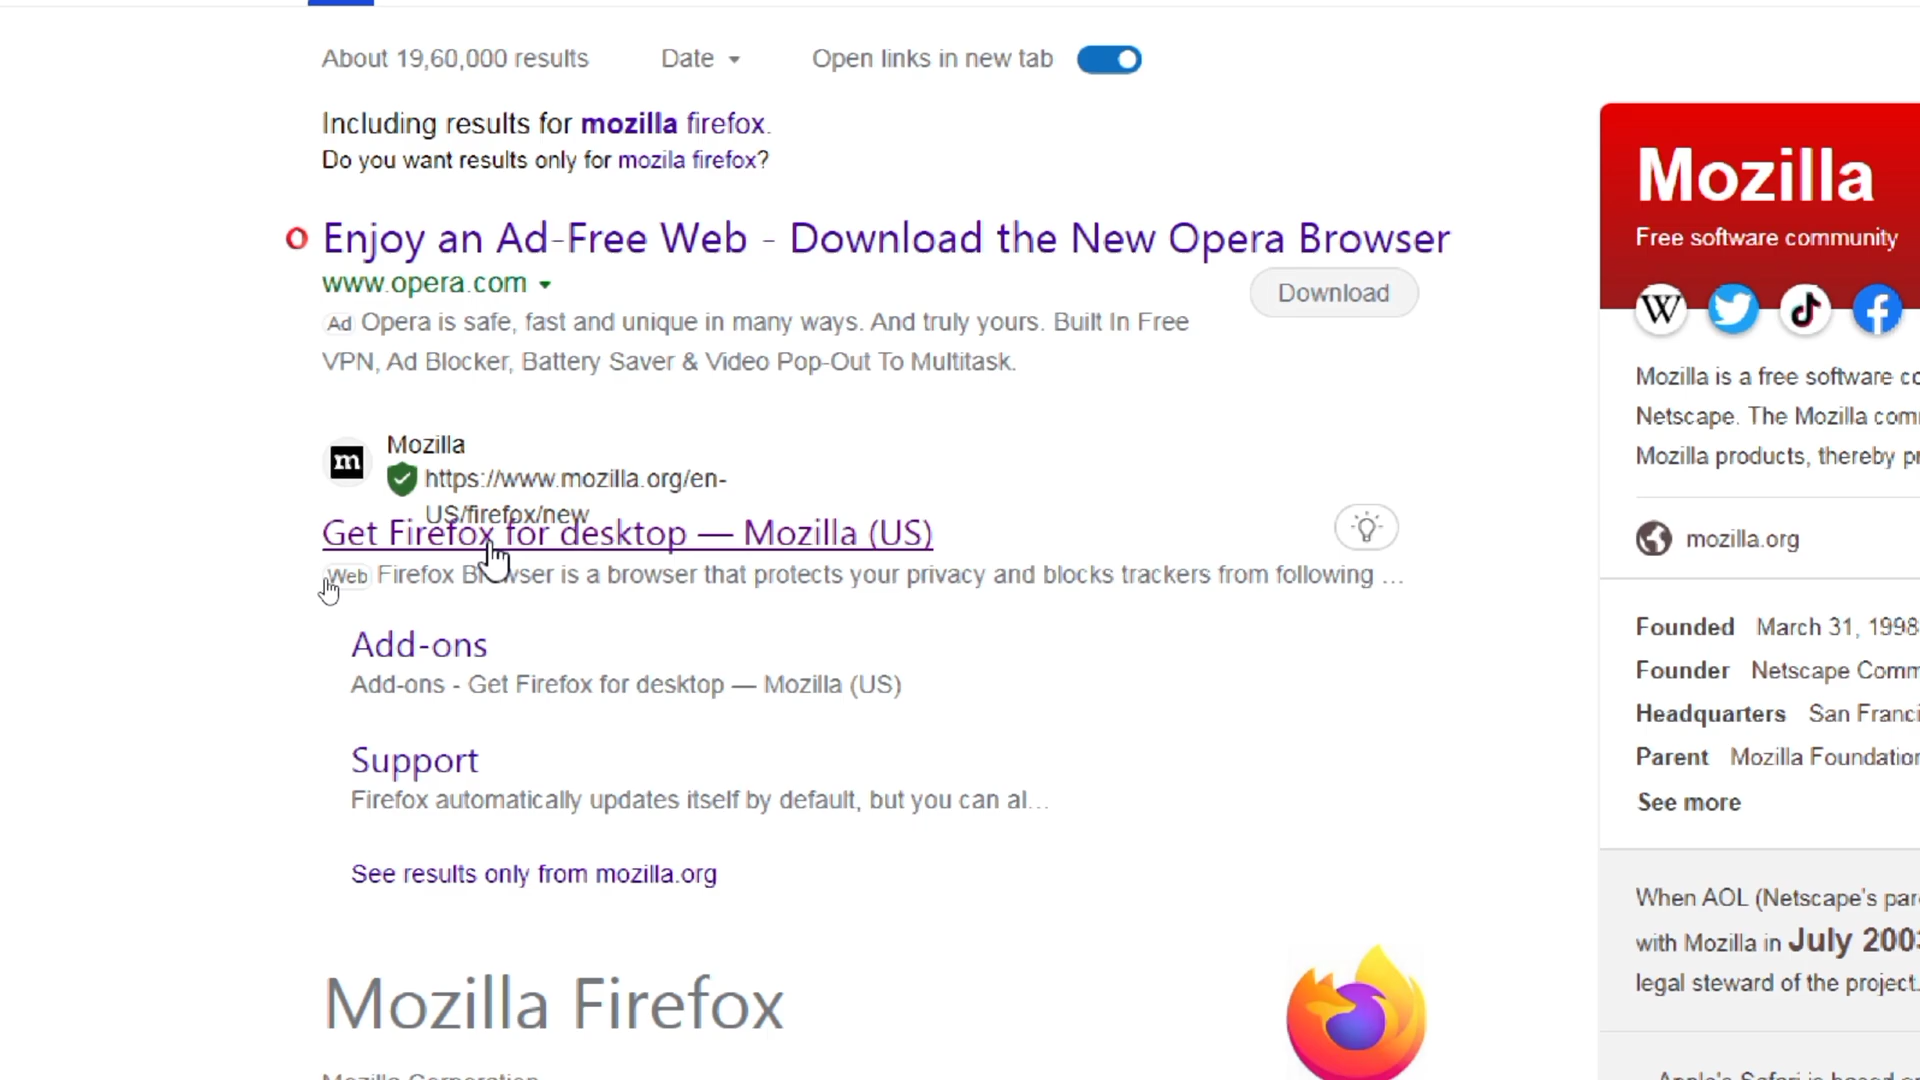 About 19,60,000 results Date Open links in new tab
Including results for mozilla firefox.
Do you want results only for mozila firefox?
Enjoy an Ad-Free Web - Download the New Opera Browser
www.opera.com
Download
Ad Opera is safe, fast and unique in many ways. And truly yours. Built In Free
VPN, Ad Blocker, Battery Saver & Video Pop-Out To Multitask.
m
Mozilla
https://www.mozilla.org/en-
US/firefox/new
Get Firefox for desktop — Mozilla (US)
Web Firefox Browser is a browser that protects your privacy and blocks trackers from following ...
Add-ons
Add-ons - Get Firefox for desktop — Mozilla (US)
Support
Firefox automatically updates itself by default, but you can al...
See results only from mozilla.org
Mozilla Firefox
Mozilla Corporation
Mozilla
Free software community
W
Mozilla is a free software
Netscape. The Mozilla
Mozilla products, thereby
mozilla.org
Founded March 31, 1998
Founder Netscape
Headquarters San
Parent Mozilla Foundation
See more
When AOL (Netscape's
with Mozilla in July
legal steward of the project.
Apple's Safari is based